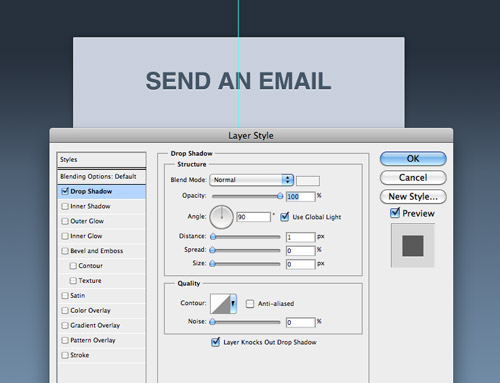 SEND AN EMAIL
Layer Style
Styles
Blending Options: Default
Drop Shadow
Inner Shadow
Outer Glow
Inner Glow
Bevel and Emboss
Contour
Texture
Satin
Color Overlay
Gradient Overlay
Pattern Overlay
Stroke
Drop Shadow
Structure
Blend Mode: Normal
Opacity: 100 %
Angle: 90 ° Use Global Light
Distance: 1 px
Spread: 0 %
Size: 0 px
Quality
Contour: Anti-aliased
Noise: 0 %
Layer Knocks Out Drop Shadow
OK
Cancel
New Style...
Preview